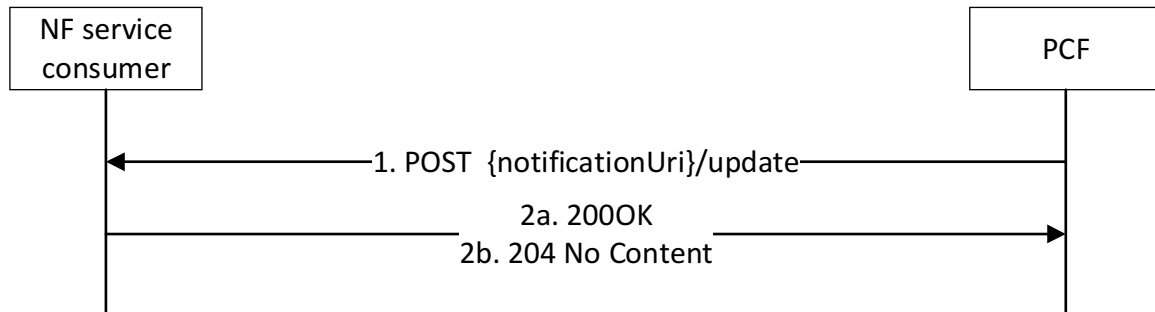 NF service
consumer
PCF
1. POST  {notificationUri}/update
2a. 200OK
2b. 204 No Content